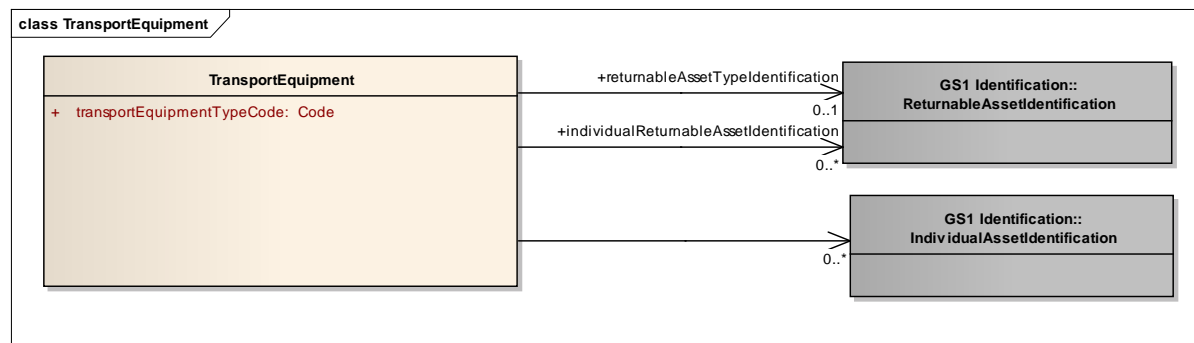 class TransportEquipment
TransportEquipment
+ transportEquipmentTypeCode: Code
+returnableAssetTypeIdentification
0..1
+individualReturnableAssetIdentification
0..*
GS1 Identification::
ReturnableAssetIdentification
0..*
GS1 Identification::
IndividualAssetIdentification